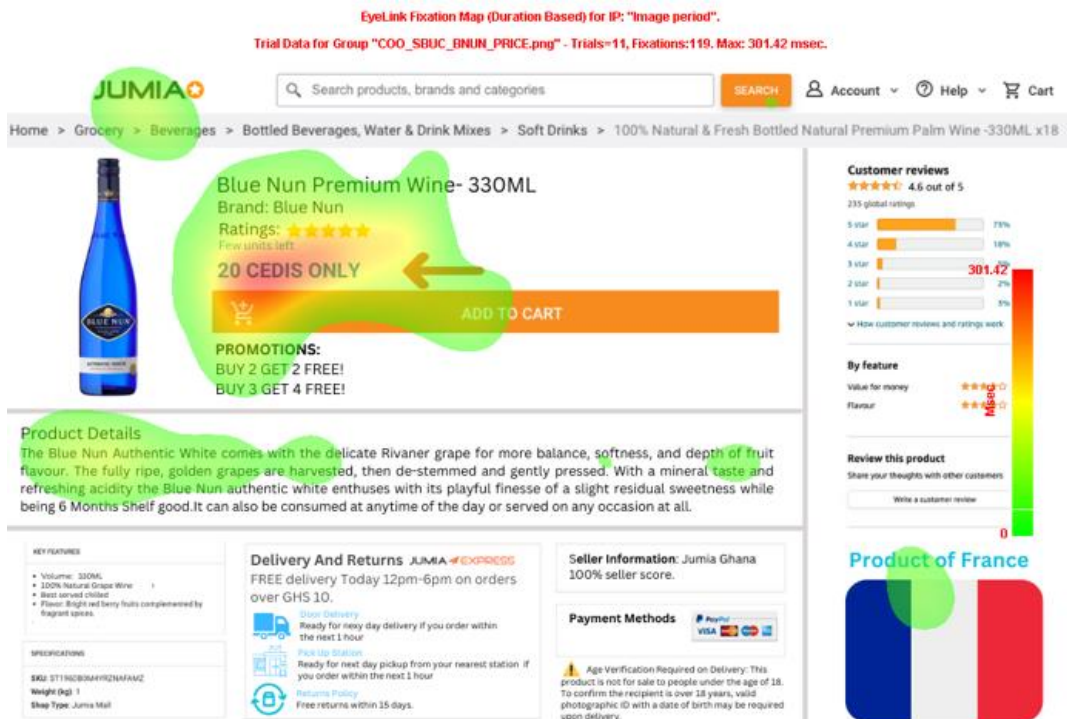 EyeLink Fixation Map (Duration Based) for IP: "Image period".
Trial Data for Group "COO_SBUC_BNUN_PRICE.png" - Trials=11, Fixations:119. Max: 301.42 msec.
JUMIA
Search products, brands and categories
SEARCH
Account
Help
Cart
Home > Grocery > Beverages > Bottled Beverages, Water & Drink Mixes > Soft Drinks > 100% Natural & Fresh Bottled Natural Premium Palm Wine -330ML x18
BLUE NUN
Blue Nun Premium Wine- 330ML
Brand: Blue Nun
Ratings:
Few units left
20 CEDIS ONLY
ADD TO CART
PROMOTIONS:
BUY 2 GET 2 FREE!
BUY 3 GET 4 FREE!
Customer reviews
4.6 out of 5
235 global ratings
5 star 79%
4 star 18%
3 star
2 star 2%
1 star 5%
How customer reviews and ratings work
By feature
Value for money
Flavour
Review this product
Share your thoughts with other customers
Write a customer review
301.42
Msec
0
Product Details
The Blue Nun Authentic White comes with the delicate Rivaner grape for more balance, softness, and depth of fruit
flavour. The fully ripe, golden grapes are harvested, then de-stemmed and gently pressed. With a mineral taste and
refreshing acidity the Blue Nun authentic white enthuses with its playful finesse of a slight residual sweetness while
being 6 Months Shelf good.It can also be consumed at anytime of the day or served on any occasion at all.
KEY FEATURES
Volume: 330ML
100% Natural Grape Wine
Best served chilled
Flavor: Bright red berry fruits complemented by
fragrant spices.
SPECIFICATIONS
Weight (kg): 1
Shop Type: Jumia Mall
Delivery And Returns JUMIA EXPRESS
FREE delivery Today 12pm-6pm on orders
over GHS 10.
Door Delivery
Ready for nexy day delivery if you order within
the next 1 hour
Pick Up Station
Ready for next day pickup from your nearest station if
you order within the next 1 hour
Returns Policy
Free returns within 15 days.
Seller Information: Jumia Ghana
100% seller score.
Payment Methods
PayPal
VISA
Age Verification Required on Delivery: This
product is not for sale to people under the age of 18.
To confirm the recipient is over 18 years, valid
photographic ID with a date of birth may be required
upon delivery.
Product of France